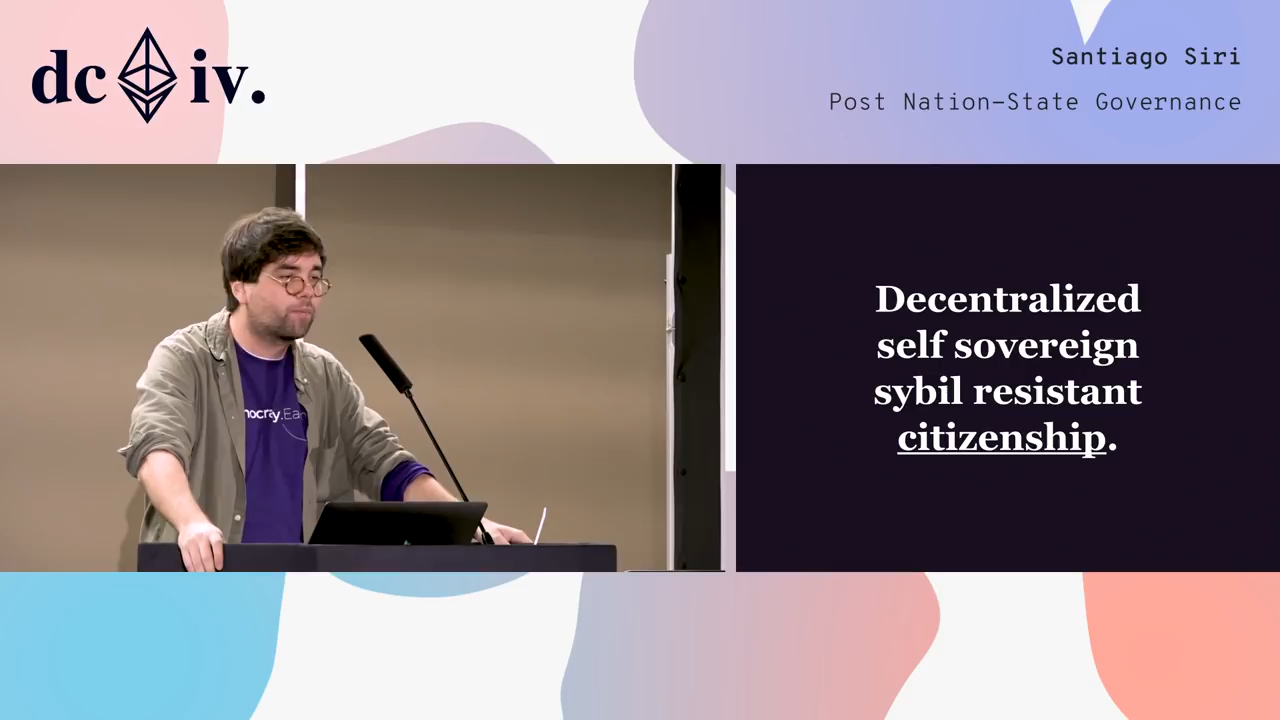 dc iv.
Santiago Siri
Post Nation-State Governance
Decentralized
self sovereign
sybil resistant
citizenship.